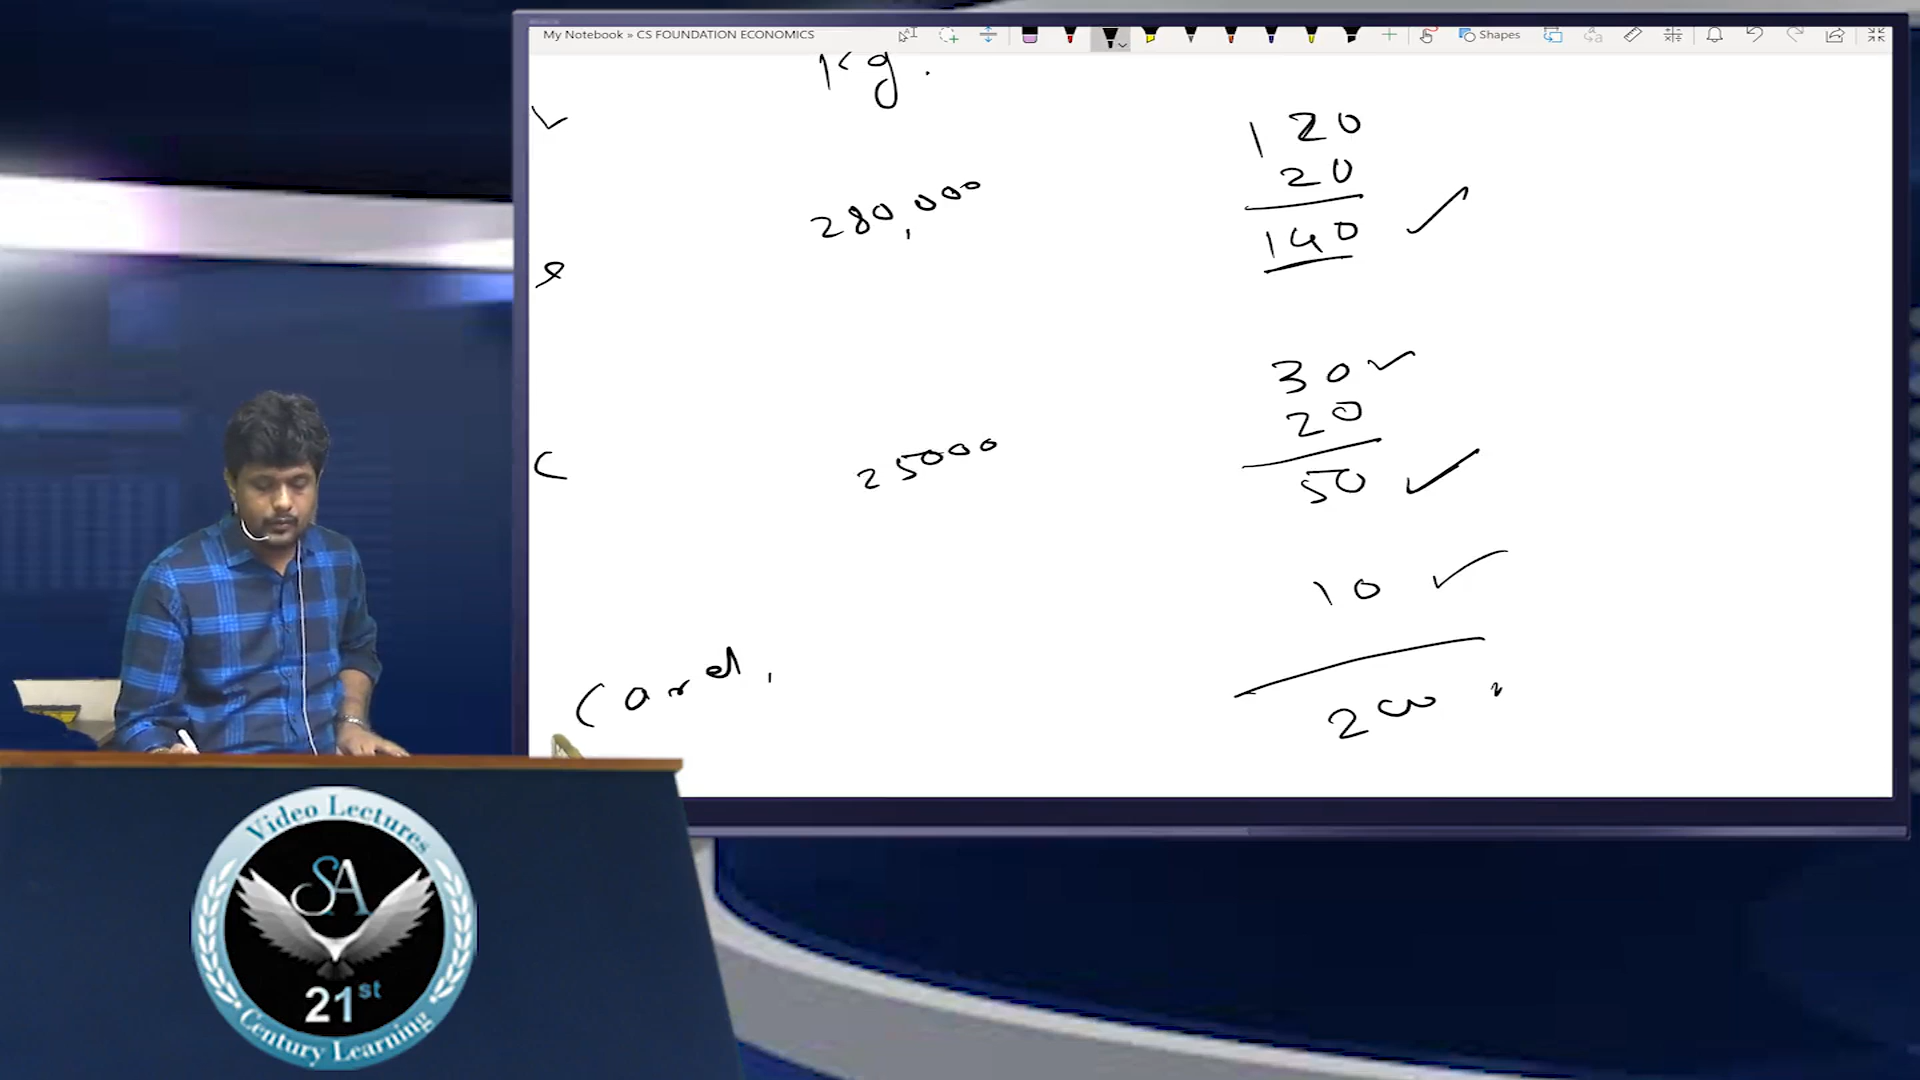 My Notebook » CS FOUNDATION ECONOMICS
Shapes
Kg.
L
120
20
280,000
140
30
20
C
25000
50
10
Card,
200
Video Lectures
SA
21st
Century Learning